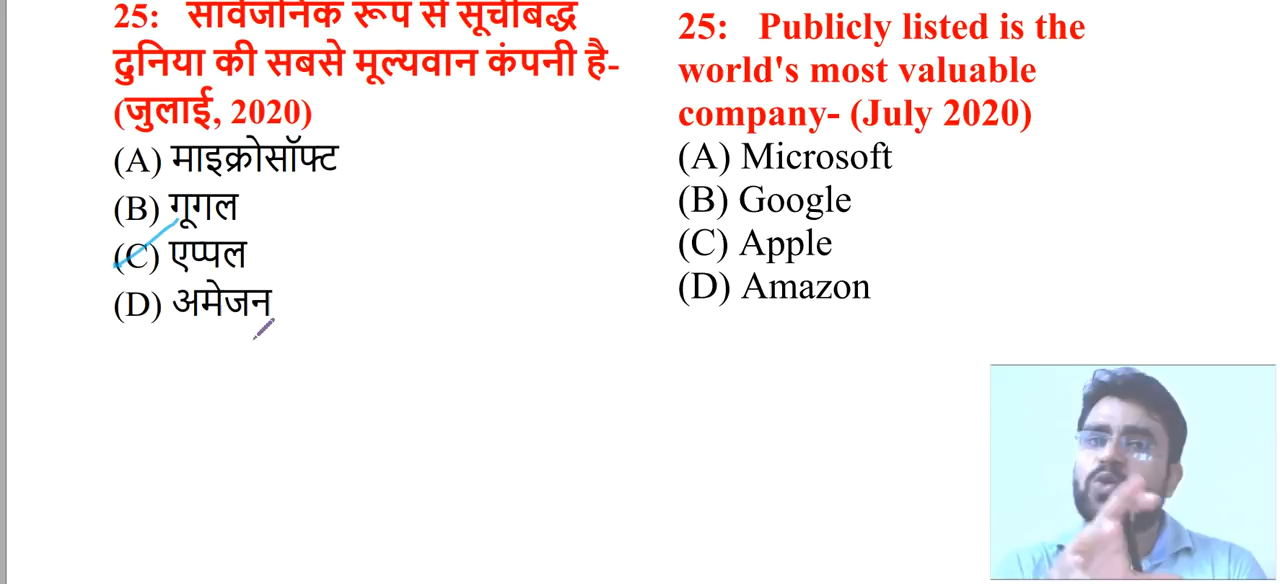 25: सार्वजनिक रूप से सूचीबद्ध
दुनिया की सबसे मूल्यवान कंपनी है-
(जुलाई, 2020)
(A) माइक्रोसॉफ्ट
(B) गूगल
(C) एप्पल
(D) अमेजन
25: Publicly listed is the
world's most valuable
company- (July 2020)
(A) Microsoft
(B) Google
(C) Apple
(D) Amazon